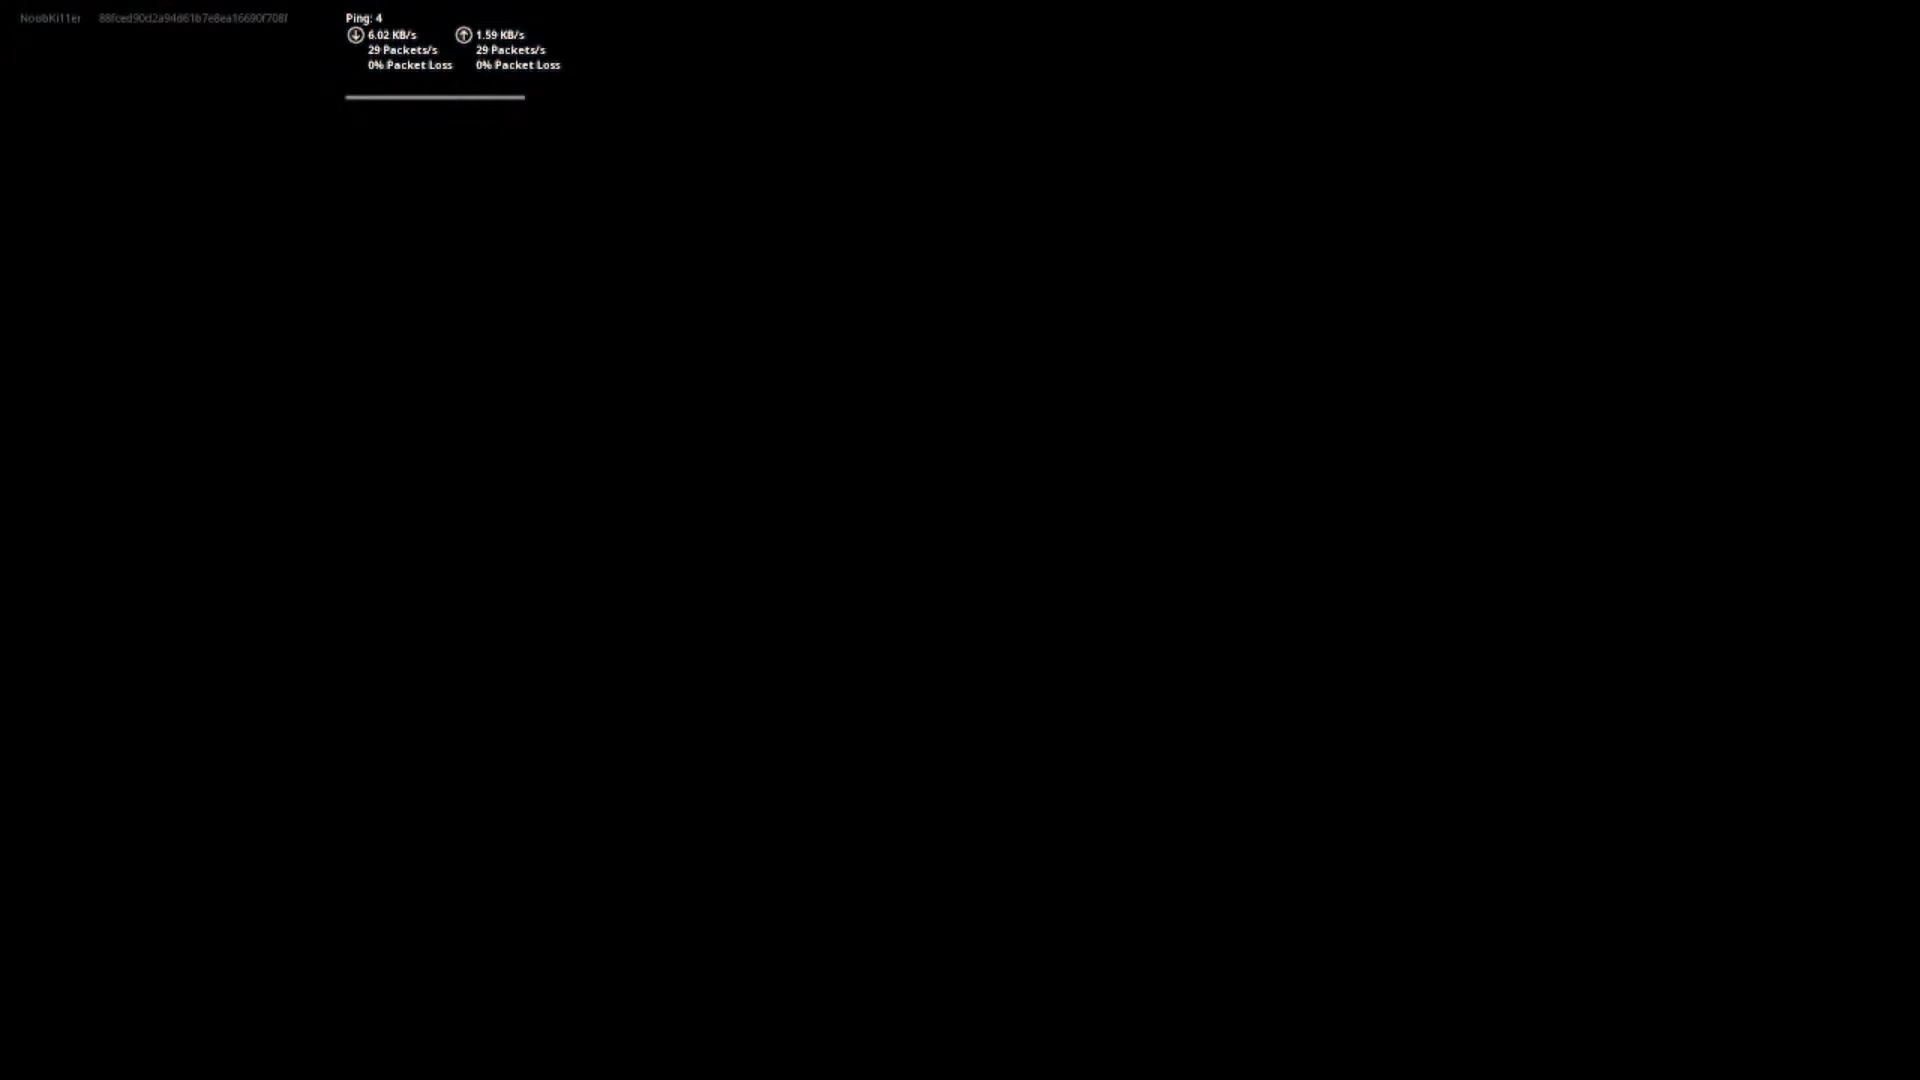 NoobKi11er 88fced90d2a94d61b7e8ea16690f708f
Ping: 4
6.02 KB/s 1.59 KB/s
29 Packets/s 29 Packets/s
0% Packet Loss 0% Packet Loss